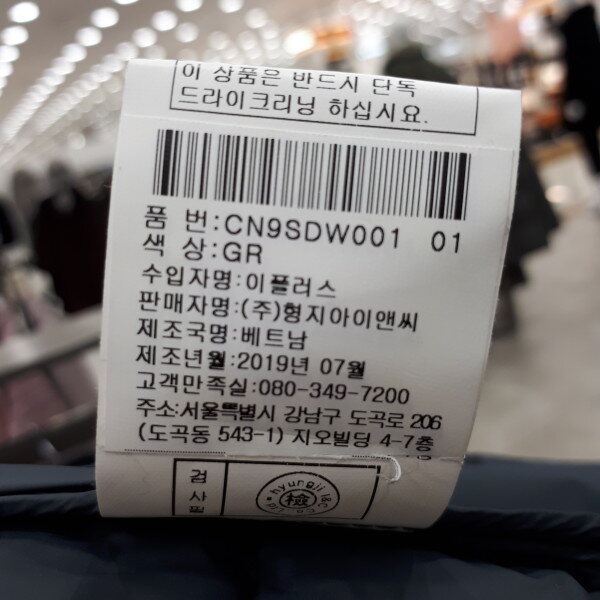 이 상품은 반드시 단독
드라이크리닝 하십시요.
품 번:CN9SDW001 01
색 상:GR
수입자명:이플러스
판매자명:(주)형지아이앤씨
제조국명:베트남
제조년월:2019년 07월
고객만족실:080-349-7200
주소:서울특별시 강남구 도곡로 206
(도곡동 543-1) 지오빌딩 4-7층
검사필
hyungji I&C Co. Ltd
檢